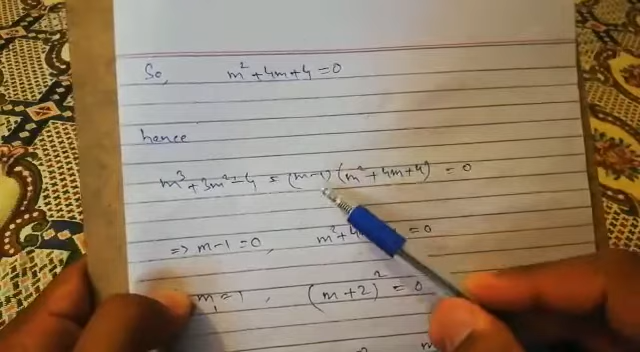 So, m² + 4m + 4 = 0
hence
m³ + 3m² - 4 = (m-1) (m² + 4m + 4) = 0
⇒ m - 1 = 0, m² + 4 = 0
m₁ = 1, (m + 2)² = 0